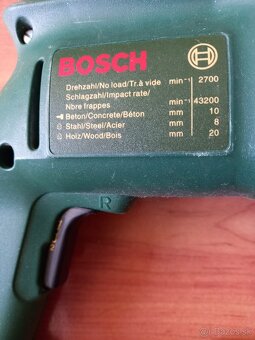 BOSCH
BOSCH
Drehzahl/No load/Tr.à vide min⁻¹ 2700
Schlagzahl/Impact rate/
Nbre frappes min⁻¹ 43200
Beton/Concrete/Béton mm 10
Stahl/Steel/Acier mm 8
Holz/Wood/Bois mm 20
R